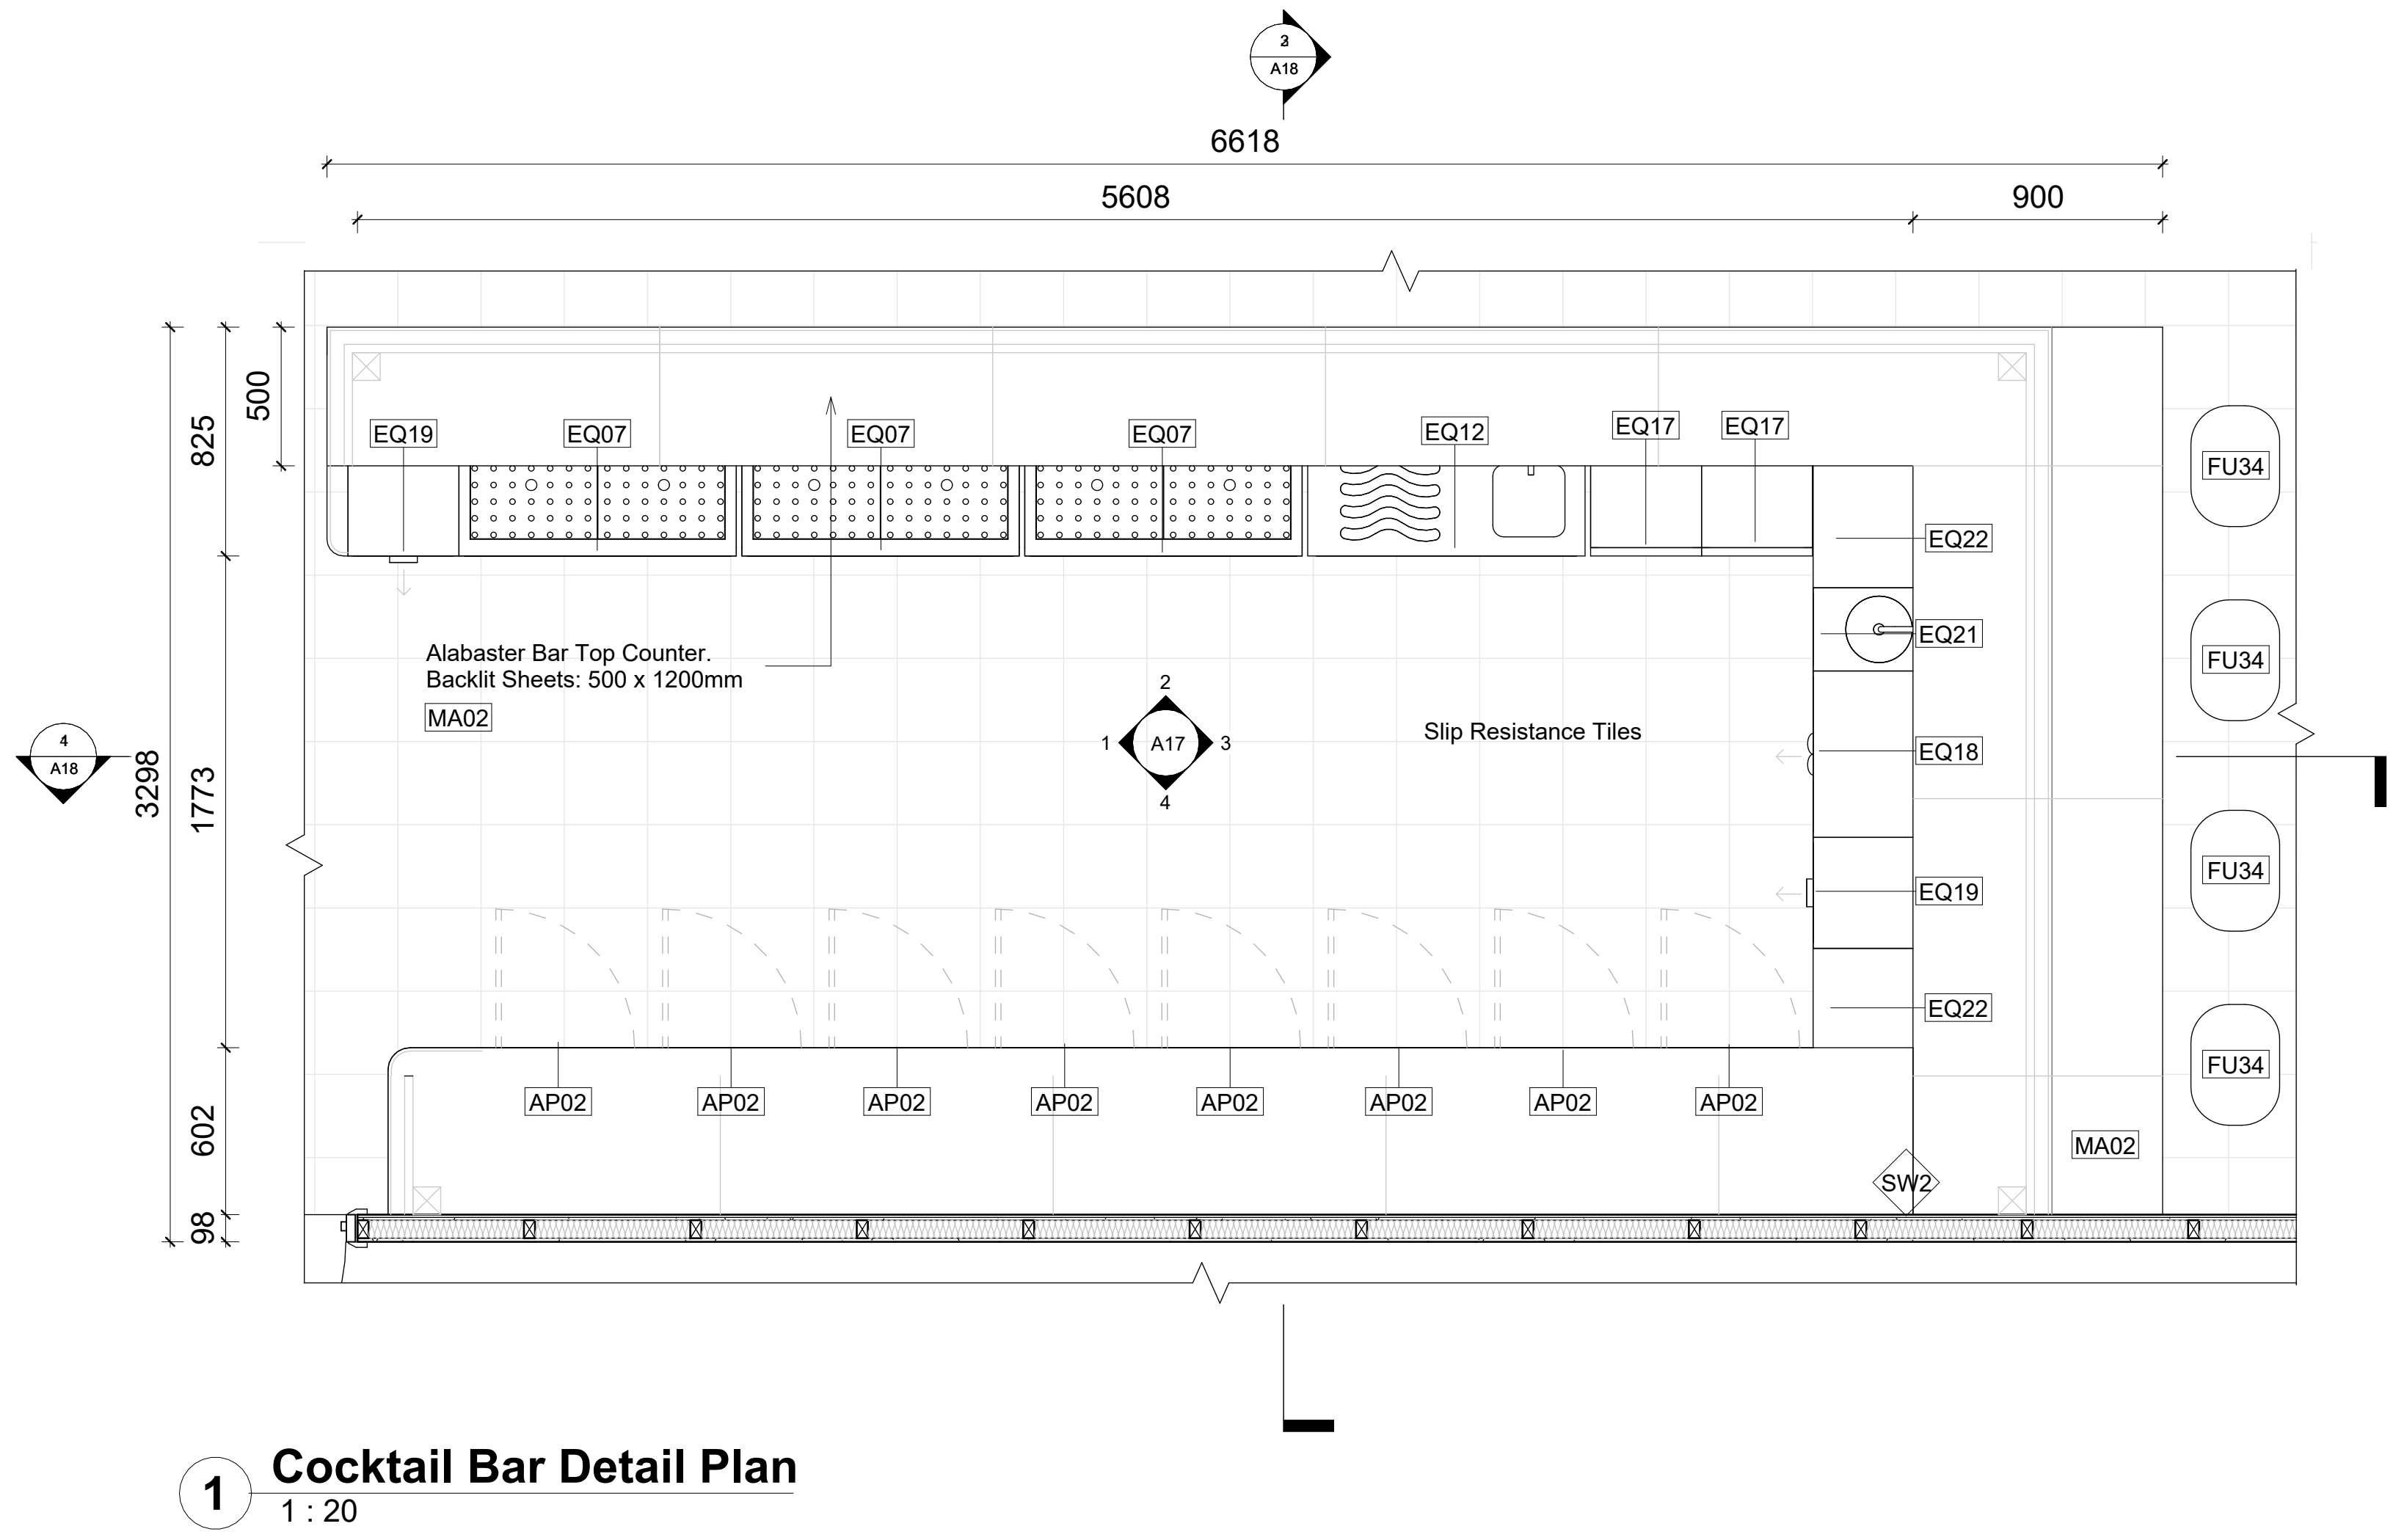 3
A18
6618
5608
900
500
825
3298
1773
602
98
EQ19
EQ07
EQ07
EQ07
EQ12
EQ17
EQ17
FU34
EQ22
EQ21
Alabaster Bar Top Counter.
Backlit Sheets: 500 x 1200mm
MA02
FU34
2
1
A17
3
4
Slip Resistance Tiles
EQ18
4
A18
FU34
EQ19
EQ22
FU34
AP02
AP02
AP02
AP02
AP02
AP02
AP02
AP02
MA02
SW2
1
Cocktail Bar Detail Plan
1 : 20